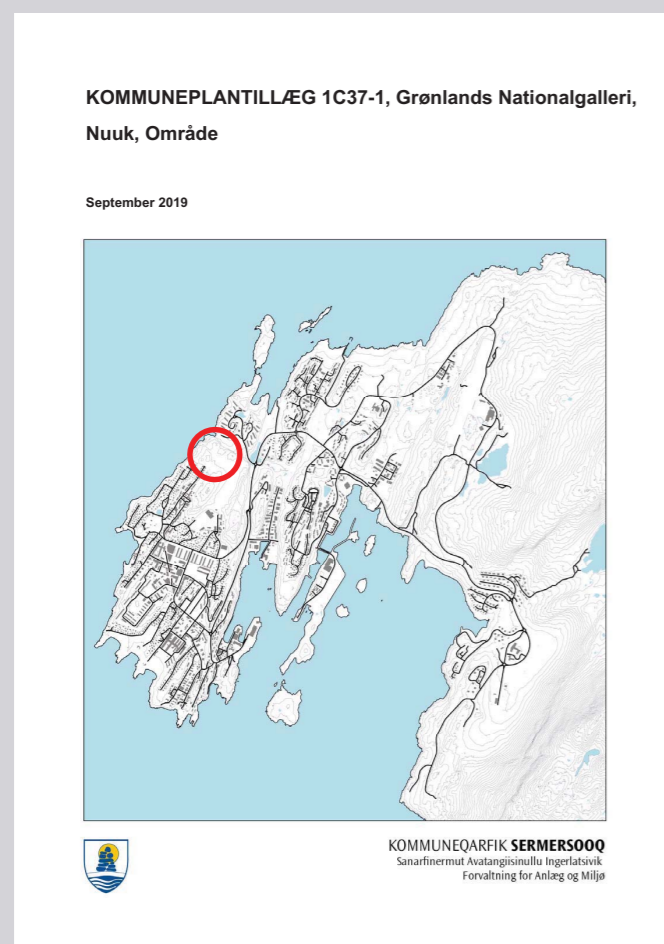 KOMMUNEPLANTILLÆG 1C37-1, Grønlands Nationalgalleri,
Nuuk, Område
September 2019
KOMMUNEQARFIK SERMERSOOQ
Sanarfinermut Avatangiisinullu Ingerlatsivik
Forvaltning for Anlæg og Miljø